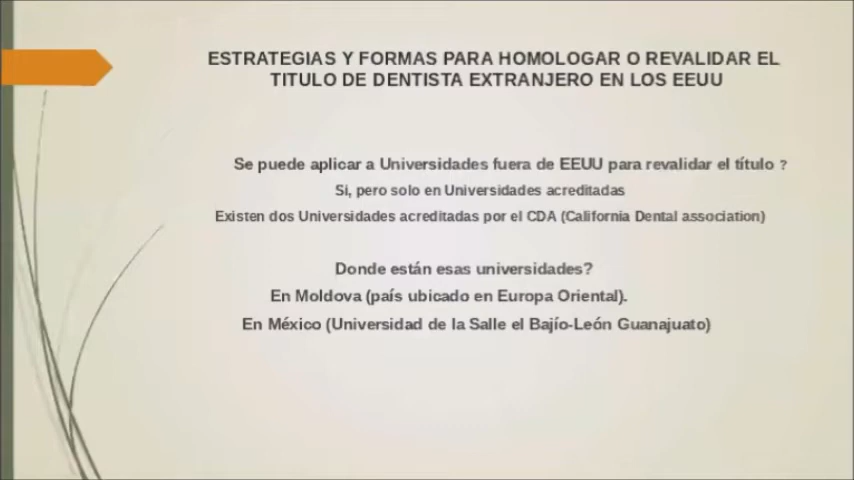 ESTRATEGIAS Y FORMAS PARA HOMOLOGAR O REVALIDAR EL
TITULO DE DENTISTA EXTRANJERO EN LOS EEUU
Se puede aplicar a Universidades fuera de EEUU para revalidar el título ?
Si, pero solo en Universidades acreditadas
Existen dos Universidades acreditadas por el CDA (California Dental association)
Donde están esas universidades?
En Moldova (país ubicado en Europa Oriental).
En México (Universidad de la Salle el Bajío-León Guanajuato)